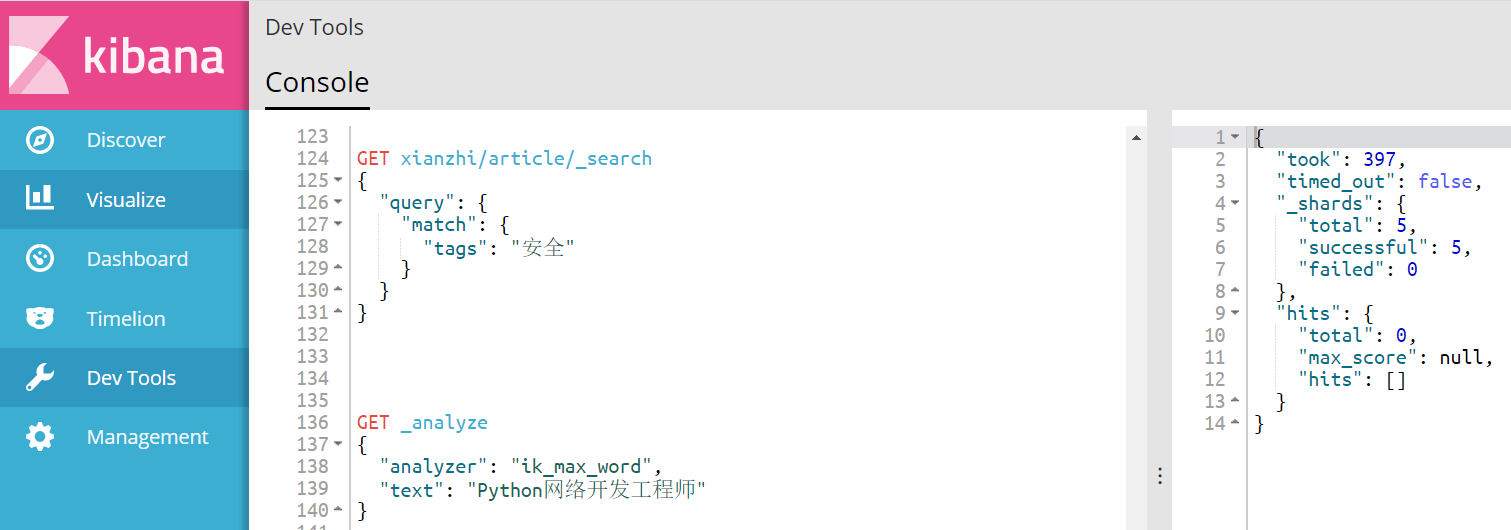 kibana
Discover
Visualize
Dashboard
Timelion
Dev Tools
Management
Dev Tools
Console
123
124 GET xianzhi/article/_search
125 {
126 "query": {
127 "match": {
128 "tags": "安全"
129 }
130 }
131 }
132
133
134
135
136 GET _analyze
137 {
138 "analyzer": "ik_max_word",
139 "text": "Python网络开发工程师"
140 }
1 {
2 "took": 397,
3 "timed_out": false,
4 "_shards": {
5 "total": 5,
6 "successful": 5,
7 "failed": 0
8 },
9 "hits": {
10 "total": 0,
11 "max_score": null,
12 "hits": []
13 }
14 }